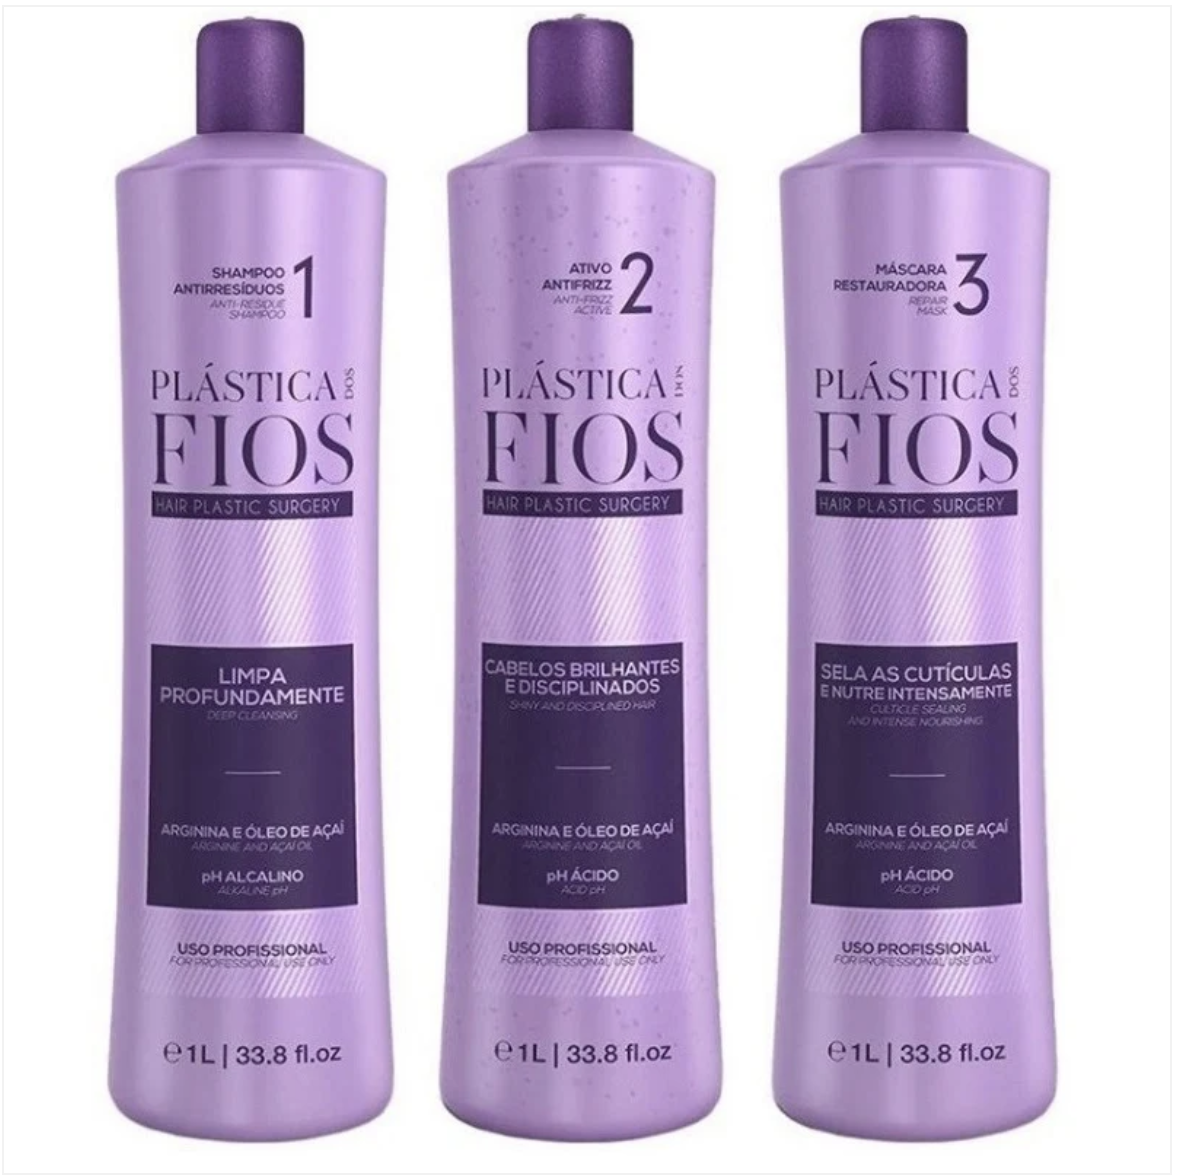 SHAMPOO
ANTIRRESÍDUOS
ANTI-RESIDUE
SHAMPOO
1
PLÁSTICA DOS
FIOS
HAIR PLASTIC SURGERY
LIMPA
PROFUNDAMENTE
DEEP CLEANSING
ARGININA E ÓLEO DE AÇAÍ
ARGININE AND AÇAÍ OIL
pH ALCALINO
ALKALINE pH
USO PROFISSIONAL
FOR PROFESSIONAL USE ONLY
℮ 1L | 33.8 fl.oz
ATIVO
ANTIFRIZZ
ANTI-FRIZZ
ACTIVE
2
PLÁSTICA DOS
FIOS
HAIR PLASTIC SURGERY
CABELOS BRILHANTES
E DISCIPLINADOS
SHINY AND DISCIPLINED HAIR
ARGININA E ÓLEO DE AÇAÍ
ARGININE AND AÇAÍ OIL
pH ÁCIDO
ACID pH
USO PROFISSIONAL
FOR PROFESSIONAL USE ONLY
℮ 1L | 33.8 fl.oz
MÁSCARA
RESTAURADORA
REPAIR
MASK
3
PLÁSTICA DOS
FIOS
HAIR PLASTIC SURGERY
SELA AS CUTÍCULAS
E NUTRE INTENSAMENTE
CUTICLE SEALING
AND INTENSE NOURISHING
ARGININA E ÓLEO DE AÇAÍ
ARGININE AND AÇAÍ OIL
pH ÁCIDO
ACID pH
USO PROFISSIONAL
FOR PROFESSIONAL USE ONLY
℮ 1L | 33.8 fl.oz